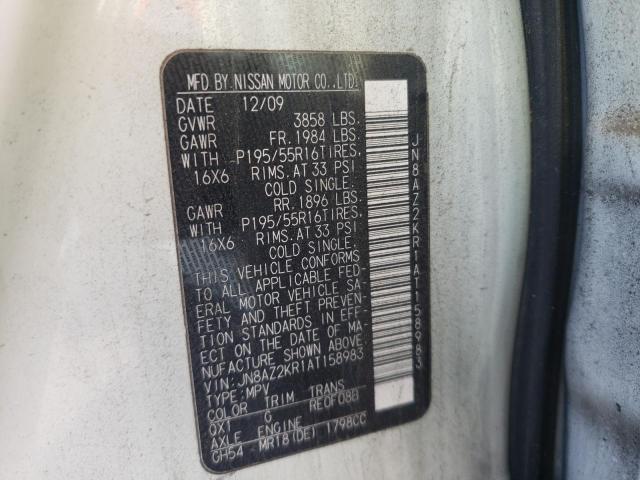 MFD BY NISSAN MOTOR CO.,LTD.
DATE 12/09
GVWR 3858 LBS.
GAWR FR. 1984 LBS.
WITH P195/55R16TIRES,
16X6 RIMS.AT 33 PSI
COLD SINGLE.
GAWR RR. 1896 LBS.
WITH P195/55R16TIRES,
16X6 RIMS.AT 33 PSI
COLD SINGLE.
THIS VEHICLE CONFORMS
TO ALL APPLICABLE FED-
ERAL MOTOR VEHICLE SA-
FETY AND THEFT PREVEN-
TION STANDARDS IN EFF-
ECT ON THE DATE OF MA-
NUFACTURE SHOWN ABOVE.
VIN:JN8AZ2KR1AT158983
TYPE:MPV
COLOR TRIM TRANS
QX1 G RE0F08B
AXLE ENGINE
GH54 - MR18(DE) 1798CC
JN8AZ2KR1AT158983